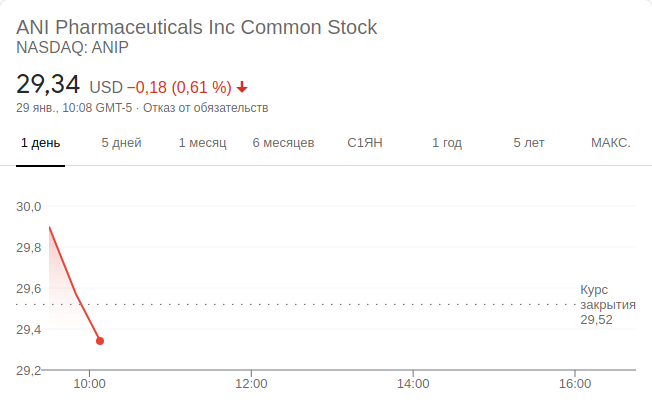 ANI Pharmaceuticals Inc Common Stock
NASDAQ: ANIP
29,34 USD −0,18 (0,61 %)
29 янв., 10:08 GMT-5 · Отказ от обязательств
1 день 5 дней 1 месяц 6 месяцев С1ЯН 1 год 5 лет МАКС.
30,0
29,8
29,6
29,4
29,2
Курс
закрытия
29,52
10:00 12:00 14:00 16:00